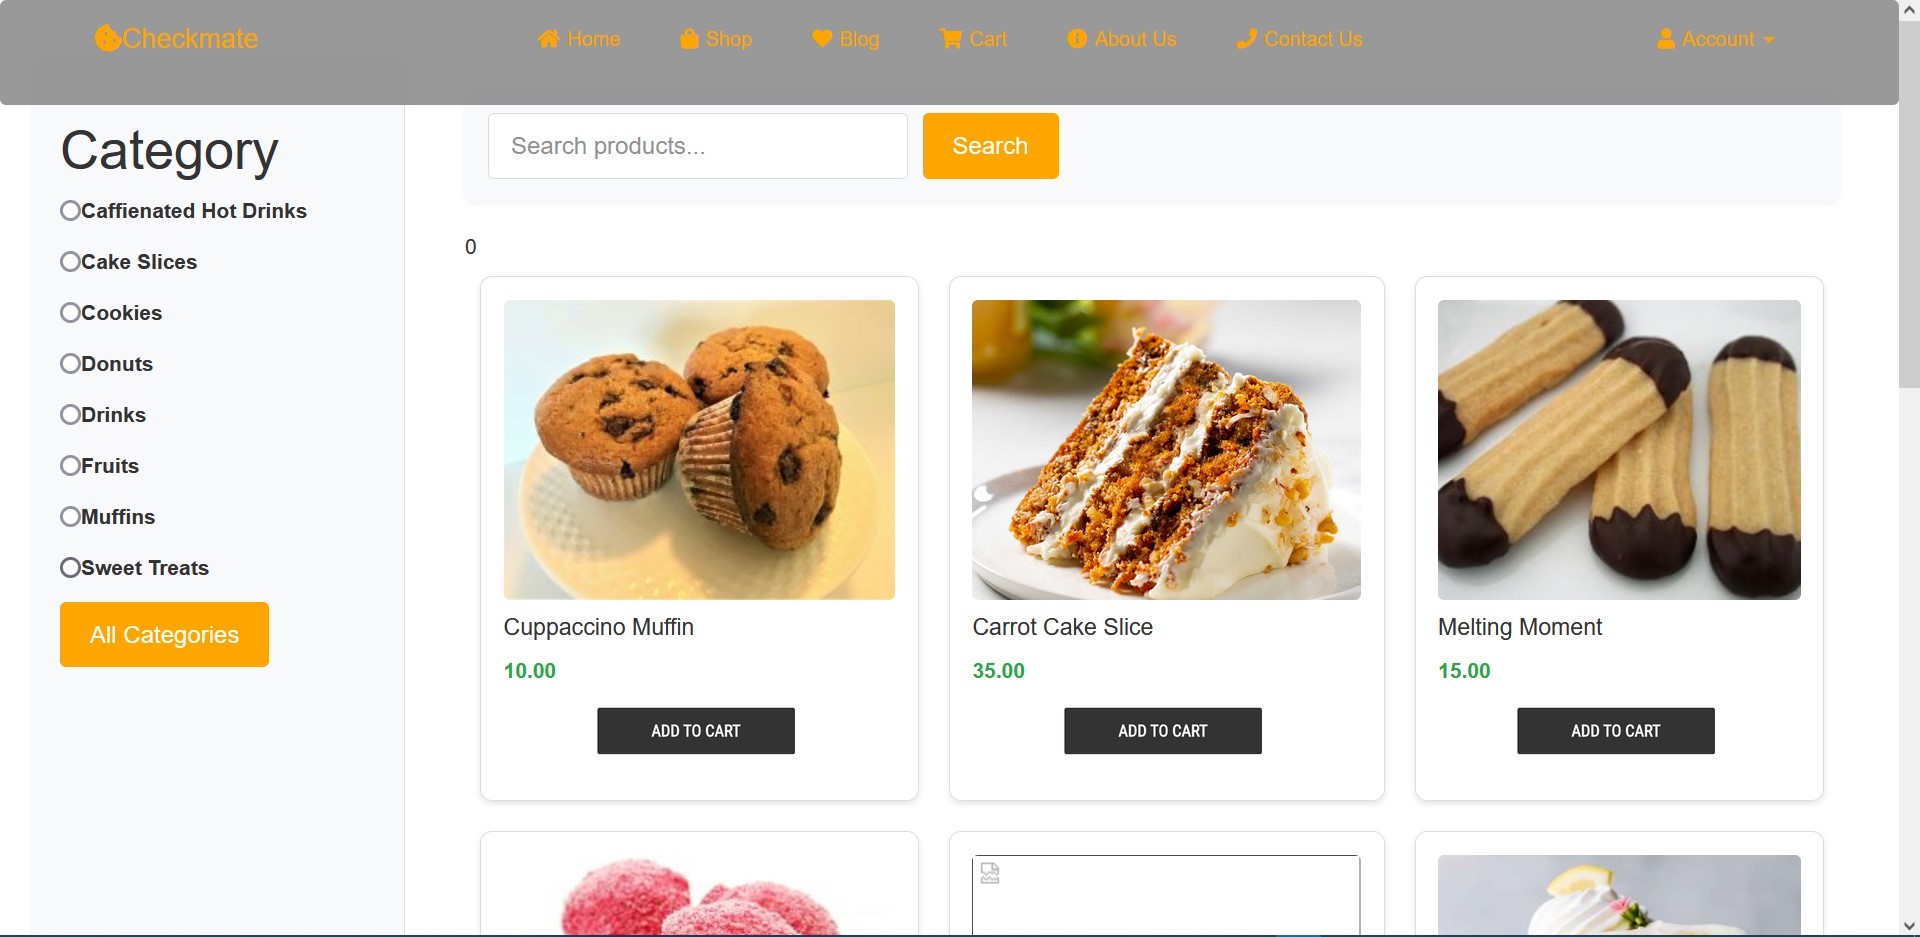 Checkmate
Home Shop Blog Cart About Us Contact Us Account
Category
Caffienated Hot Drinks
Cake Slices
Cookies
Donuts
Drinks
Fruits
Muffins
Sweet Treats
All Categories
Search products... Search
0
Cuppaccino Muffin
10.00
ADD TO CART
Carrot Cake Slice
35.00
ADD TO CART
Melting Moment
15.00
ADD TO CART